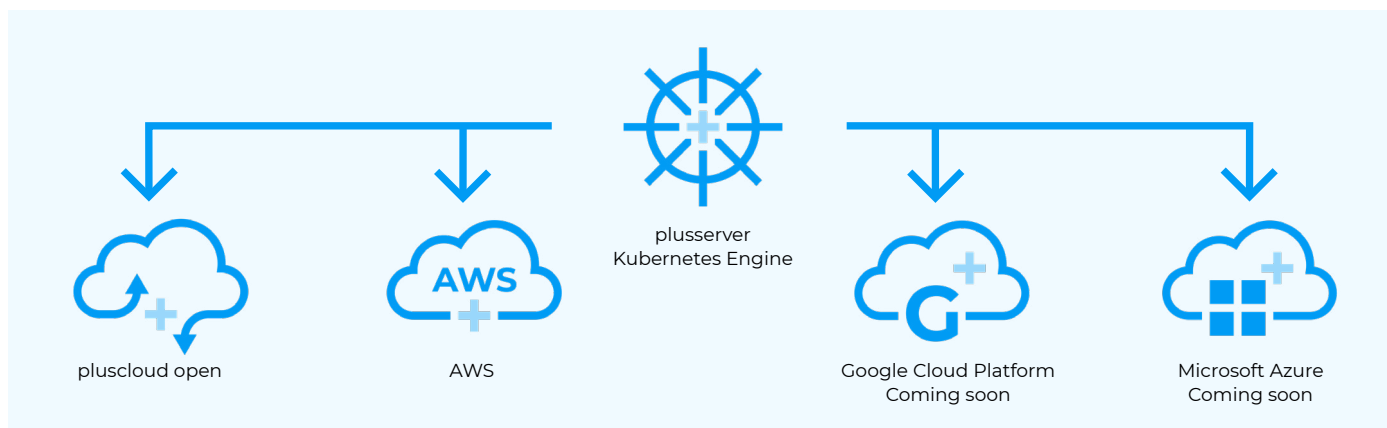 plusserver
Kubernetes Engine
AWS
G
pluscloud open
AWS
Google Cloud Platform
Coming soon
Microsoft Azure
Coming soon